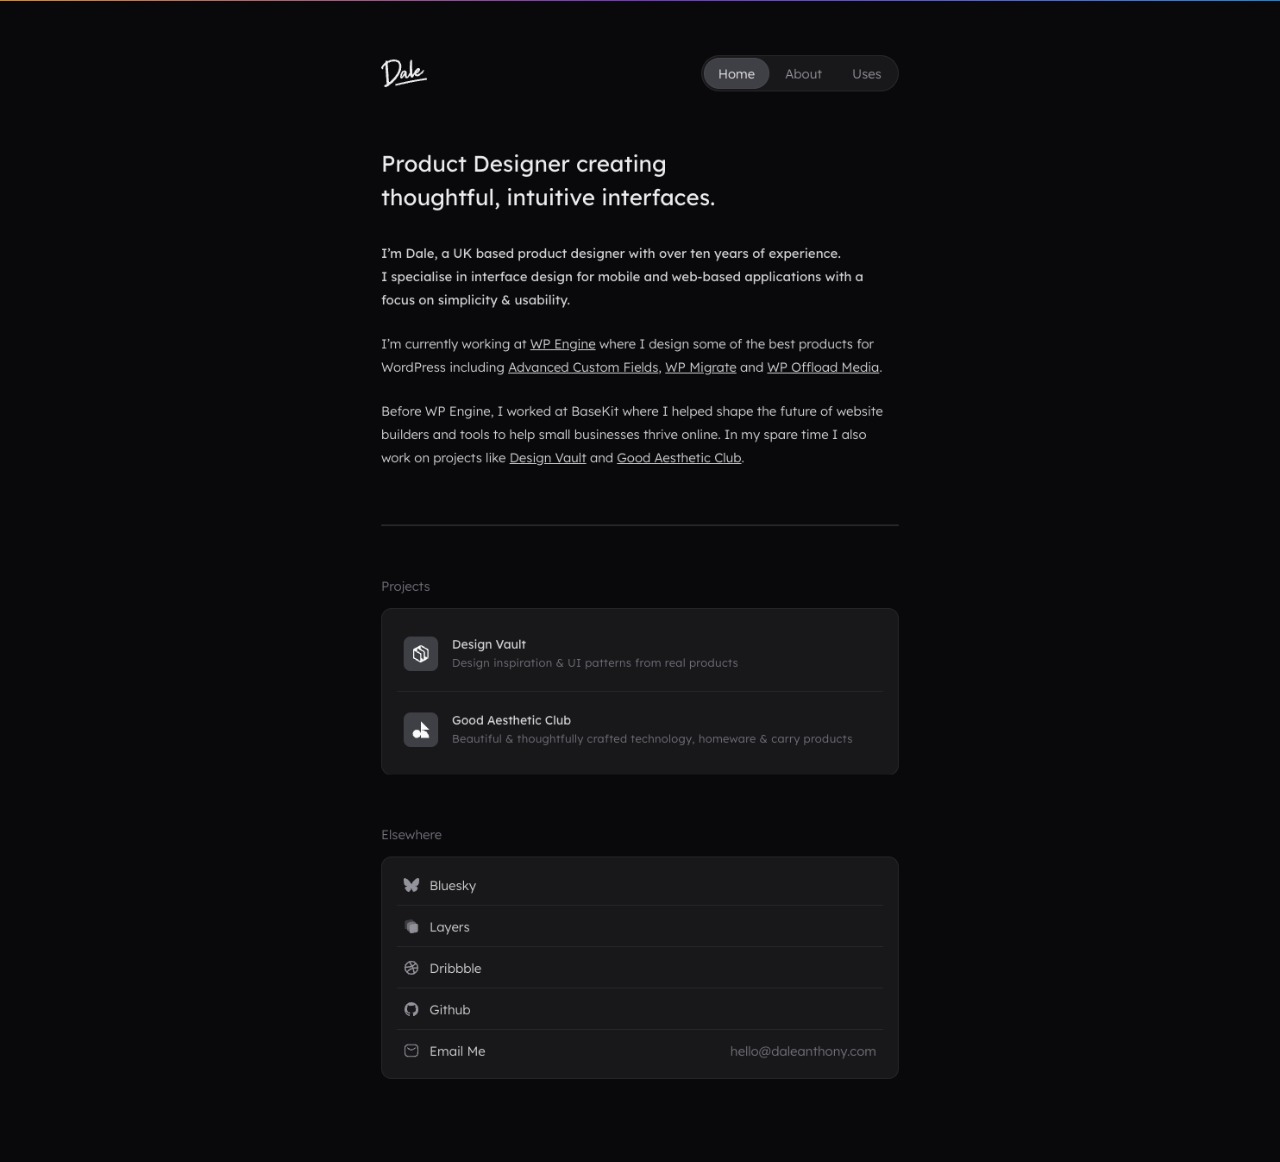 Dale
Home About Uses
Product Designer creating
thoughtful, intuitive interfaces.
I’m Dale, a UK based product designer with over ten years of experience.
I specialise in interface design for mobile and web-based applications with a
focus on simplicity & usability.
I’m currently working at WP Engine where I design some of the best products for
WordPress including Advanced Custom Fields, WP Migrate and WP Offload Media.
Before WP Engine, I worked at BaseKit where I helped shape the future of website
builders and tools to help small businesses thrive online. In my spare time I also
work on projects like Design Vault and Good Aesthetic Club.
Projects
Design Vault
Design inspiration & UI patterns from real products
Good Aesthetic Club
Beautiful & thoughtfully crafted technology, homeware & carry products
Elsewhere
Bluesky
Layers
Dribbble
Github
Email Me hello@daleanthony.com